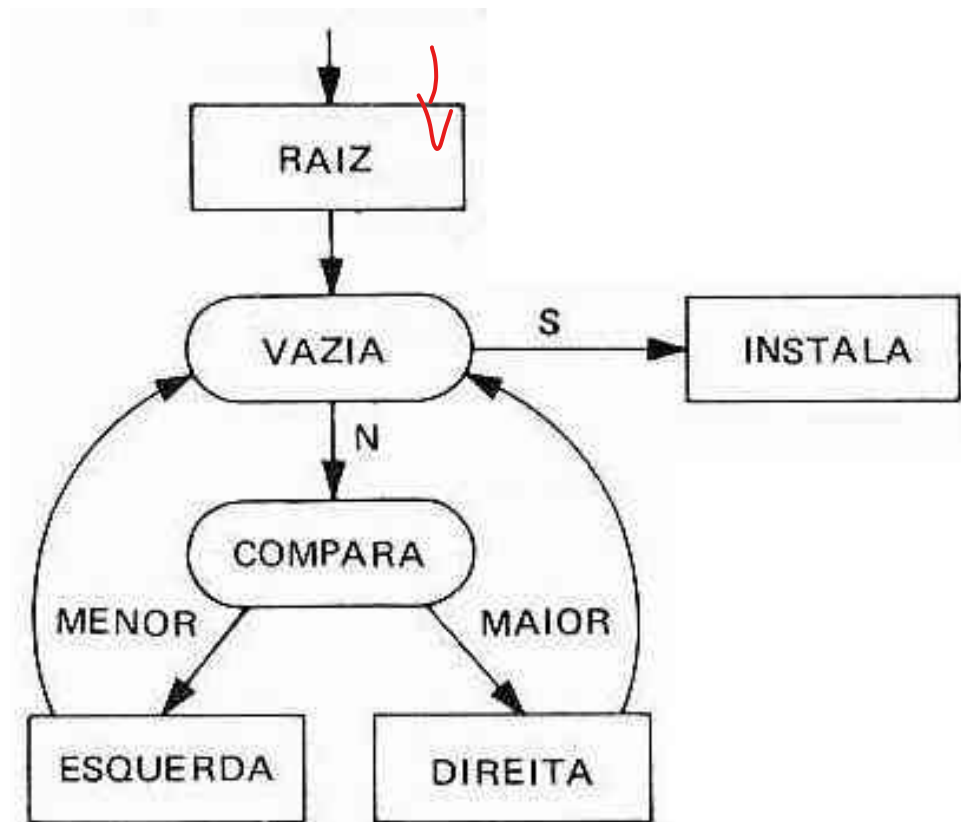 RAIZ
VAZIA
S
INSTALA
N
COMPARA
MENOR
MAIOR
ESQUERDA
DIREITA